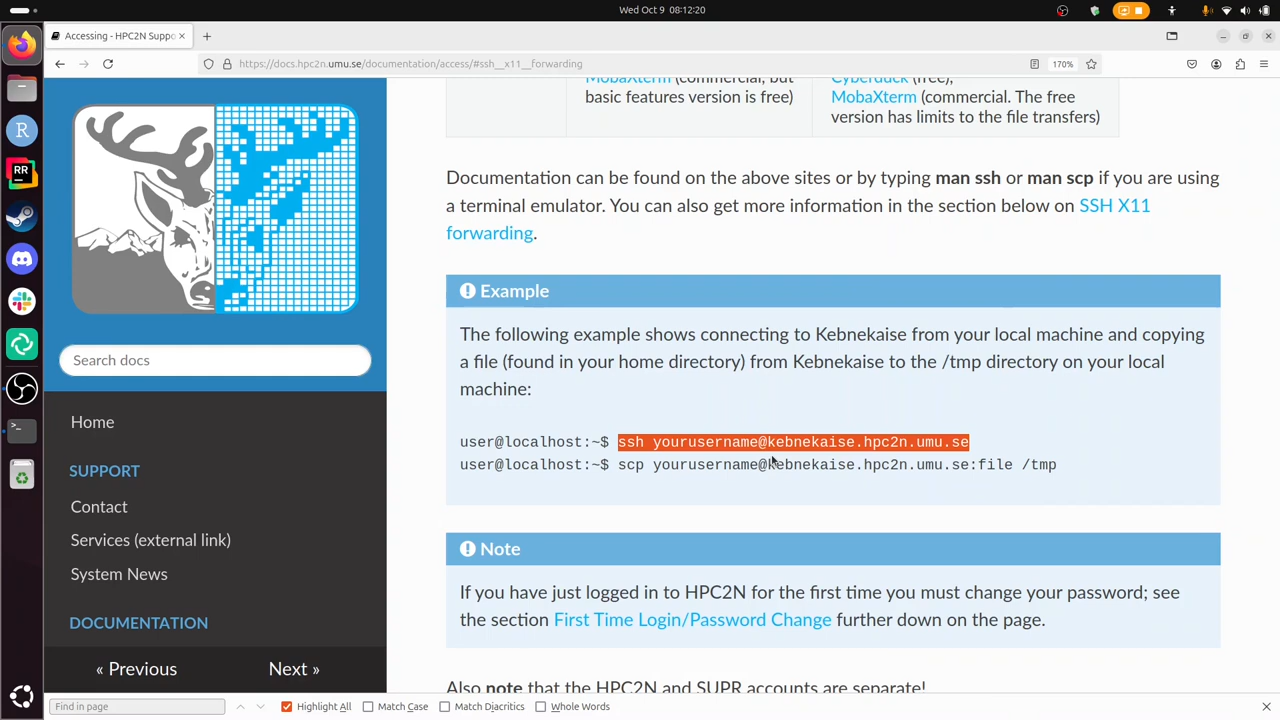 Wed Oct 9 08:12:20
Accessing - HPC2N Suppo
https://docs.hpc2n.umu.se/documentation/access/#ssh__x11__forwarding
170%
MobaXterm (commercial, but
basic features version is free)
Cyberduck (free),
MobaXterm (commercial. The free
version has limits to the file transfers)
Documentation can be found on the above sites or by typing man ssh or man scp if you are using
a terminal emulator. You can also get more information in the section below on SSH X11
forwarding.
Example
The following example shows connecting to Kebnekaise from your local machine and copying
a file (found in your home directory) from Kebnekaise to the /tmp directory on your local
machine:
user@localhost:~$ ssh yourusername@kebnekaise.hpc2n.umu.se
user@localhost:~$ scp yourusername@kebnekaise.hpc2n.umu.se:file /tmp
Note
If you have just logged in to HPC2N for the first time you must change your password; see
the section First Time Login/Password Change further down on the page.
Also note that the HPC2N and SUPR accounts are separate!
Search docs
Home
SUPPORT
Contact
Services (external link)
System News
DOCUMENTATION
« Previous
Next »
R
RR
>_
Find in page
Highlight All
Match Case
Match Diacritics
Whole Words